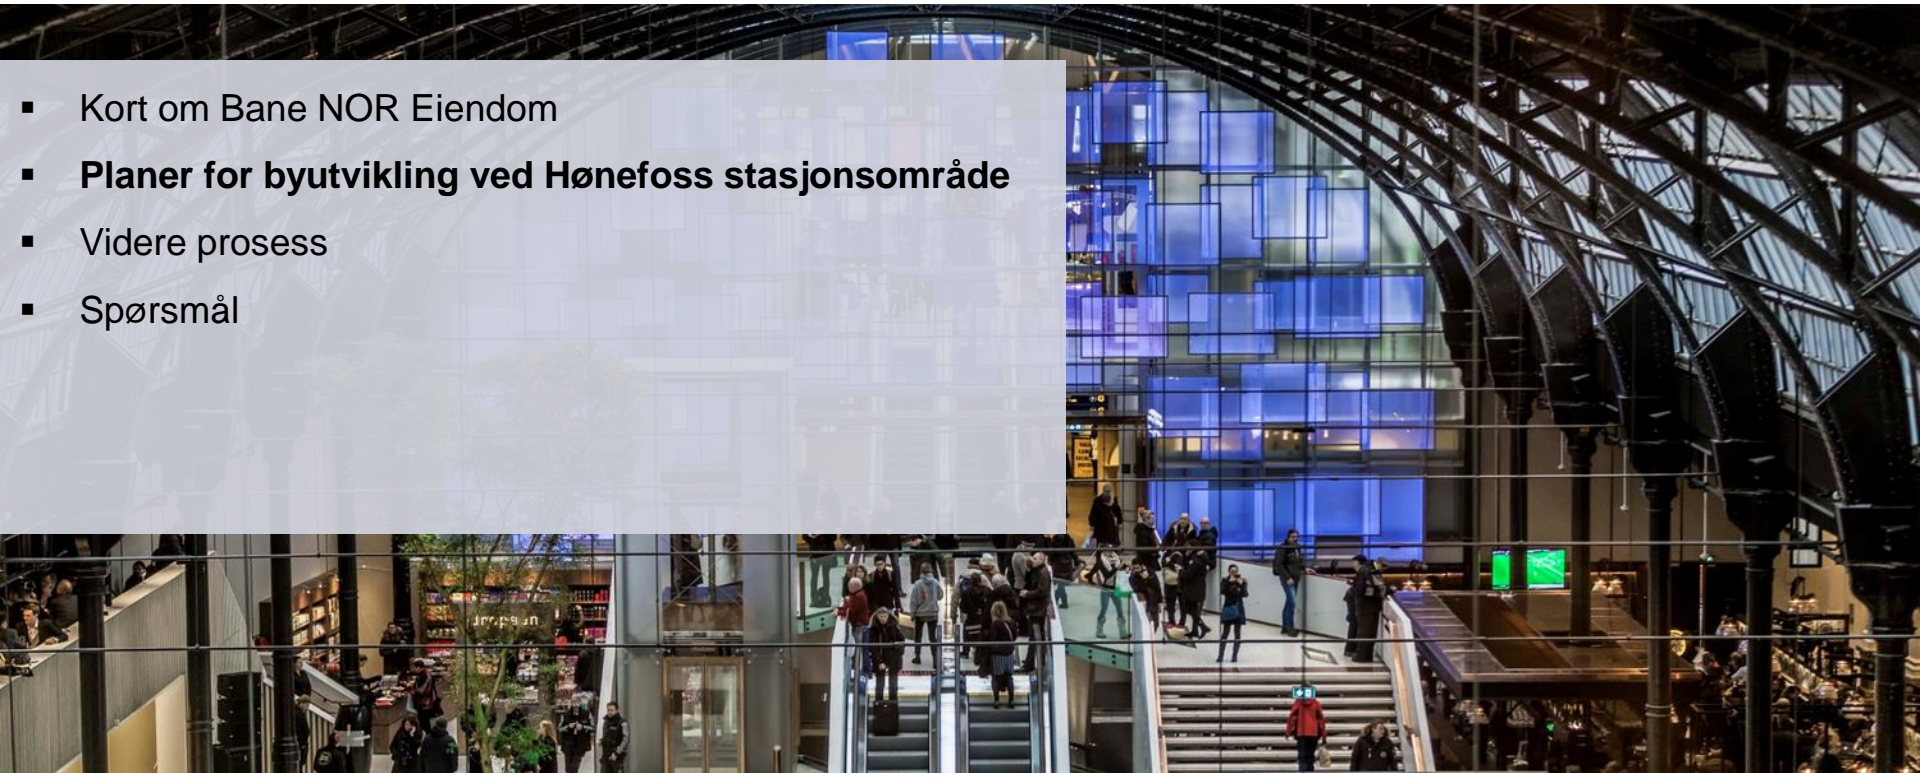 ▪ Kort om Bane NOR Eiendom
▪ Planer for byutvikling ved Hønefoss stasjonsområde
▪ Videre prosess
▪ Spørsmål